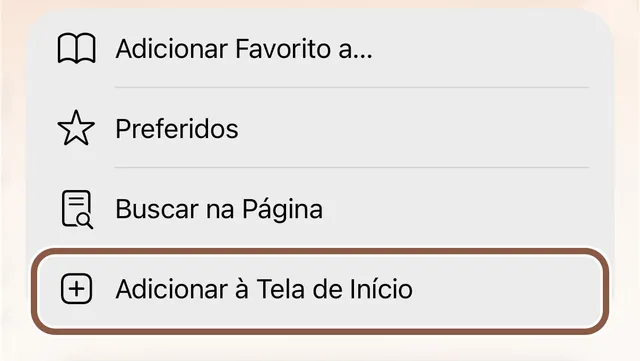 Adicionar Favorito a...
Preferidos
Buscar na Página
Adicionar à Tela de Início